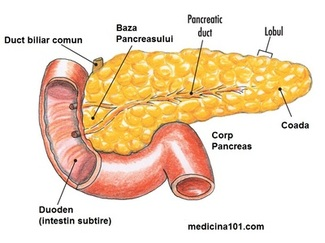 Duct biliar comun
Baza
Pancreasului
Pancreatic
duct
Lobul
Coada
Corp
Pancreas
Duoden
(intestin subtire)
medicina101.com